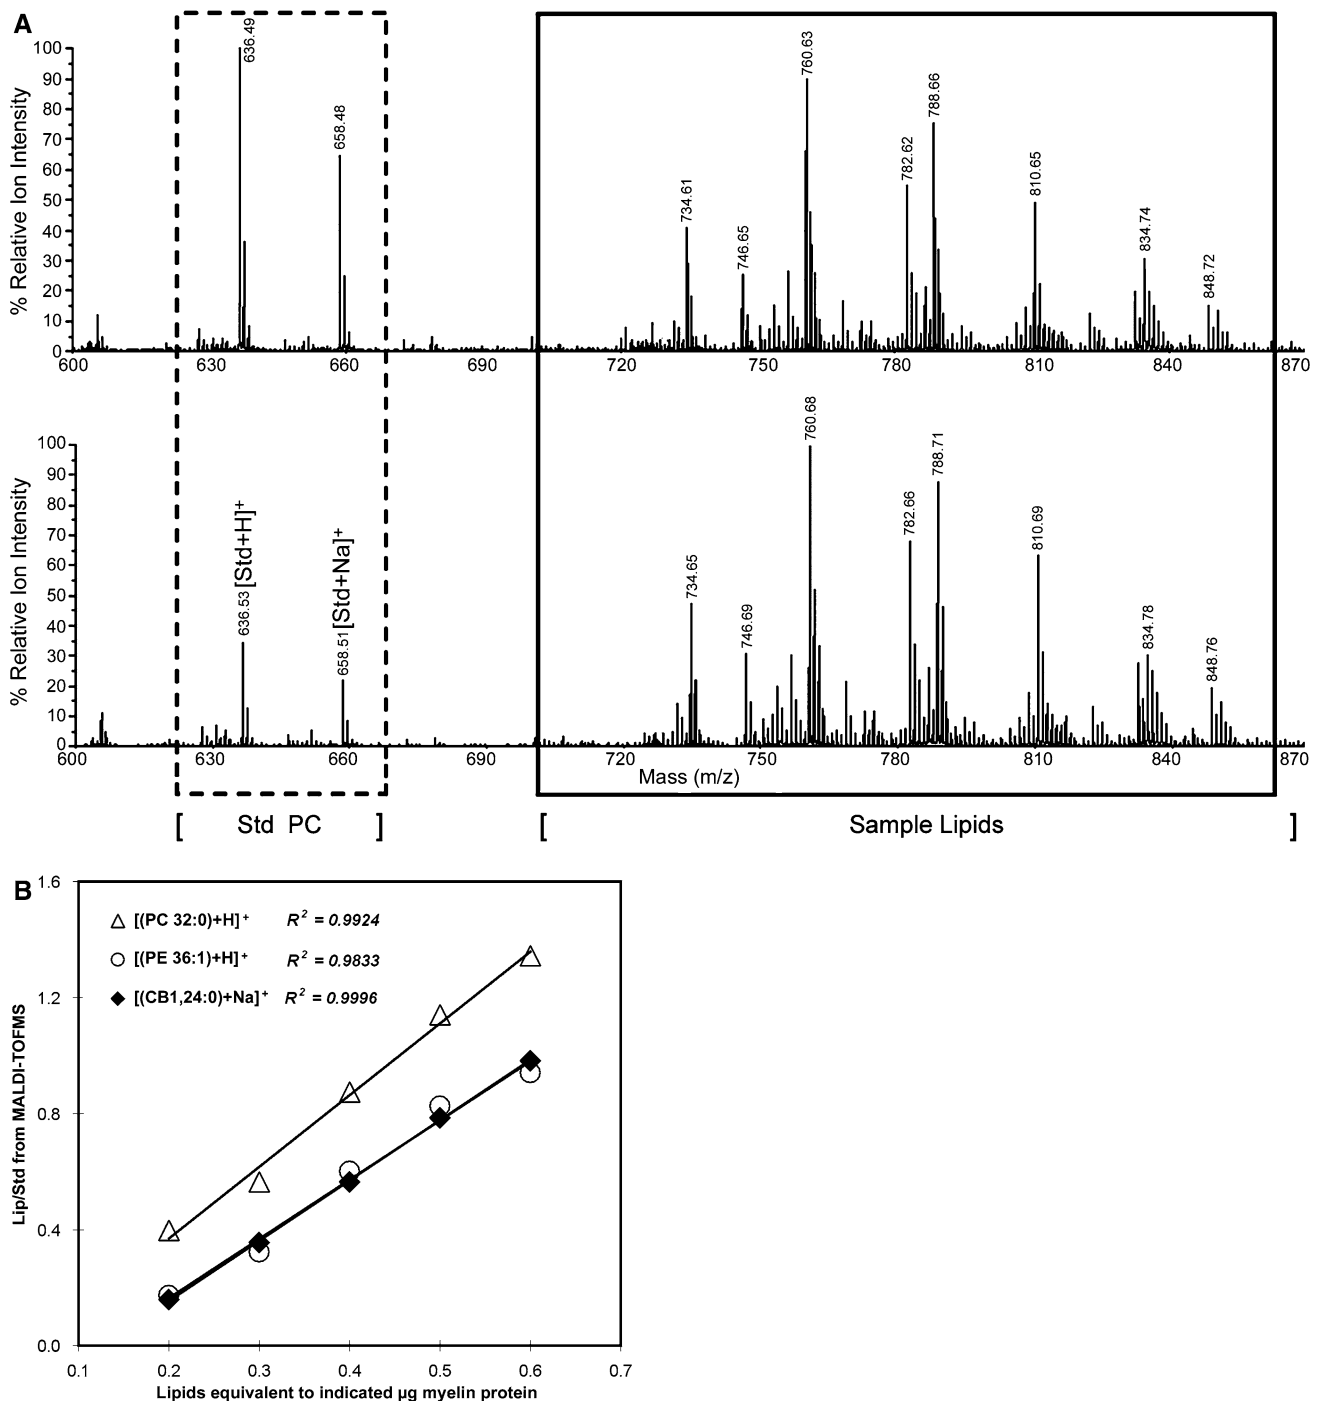 A
% Relative Ion Intensity
100
90
80
70
60
50
40
30
20
10
0
636.49
658.48
734.61
746.65
760.63
782.62
788.66
810.65
834.74
848.72
600 630 660 690 720 750 780 810 840 870
% Relative Ion Intensity
100
90
80
70
60
50
40
30
20
10
0
636.53 [Std+H]+
658.51 [Std+Na]+
734.65
746.69
760.68
782.66
788.71
810.69
834.78
848.76
600 630 660 690 720 750 780 810 840 870
Mass (m/z)
[ Std PC ] [ Sample Lipids ]
B
Lip/Std from MALDI-TOFMS
1.6
1.2
0.8
0.4
0.0
[(PC 32:0)+H]+ R2 = 0.9924
[(PE 36:1)+H]+ R2 = 0.9833
[(CB1,24:0)+Na]+ R2 = 0.9996
0.1 0.2 0.3 0.4 0.5 0.6 0.7
Lipids equivalent to indicated µg myelin protein